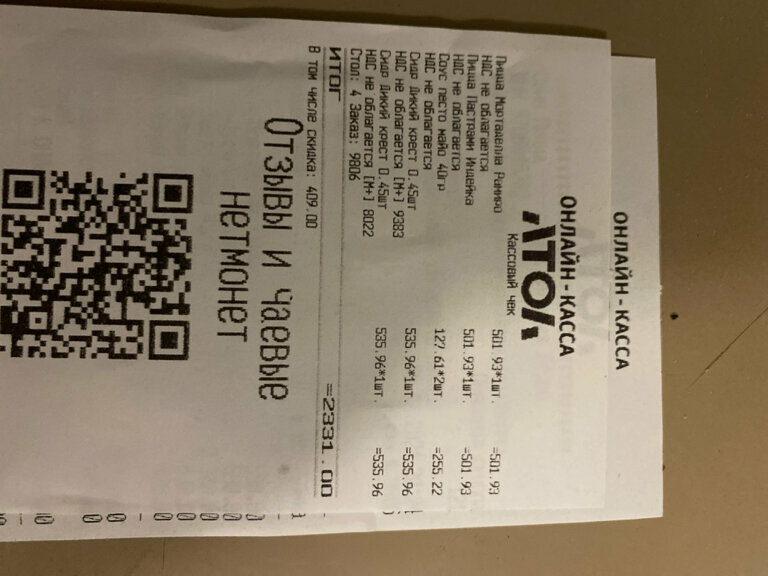 ОНЛАЙН-КАССА
ОНЛАЙН-КАССА
АТОЛ
Кассовый чек
Пицца Мортаделла Рамиро
НДС не облагается 501.93*1шт. =501.93
Пицца Пастрами Индейка
НДС не облагается 501.93*1шт. =501.93
Соус песто майо 40гр
НДС не облагается 127.61*2шт. =255.22
Сидр Дикий крест 0.45шт
НДС не облагается [М+] 9383 535.96*1шт. =535.96
Сидр Дикий крест 0.45шт
НДС не облагается [М+] 8022 535.96*1шт. =535.96
Стол: 4 Заказ: 9806
ИТОГ =2331.00
В том числе скидка: 409.00
Отзывы и чаевые
нетмонет